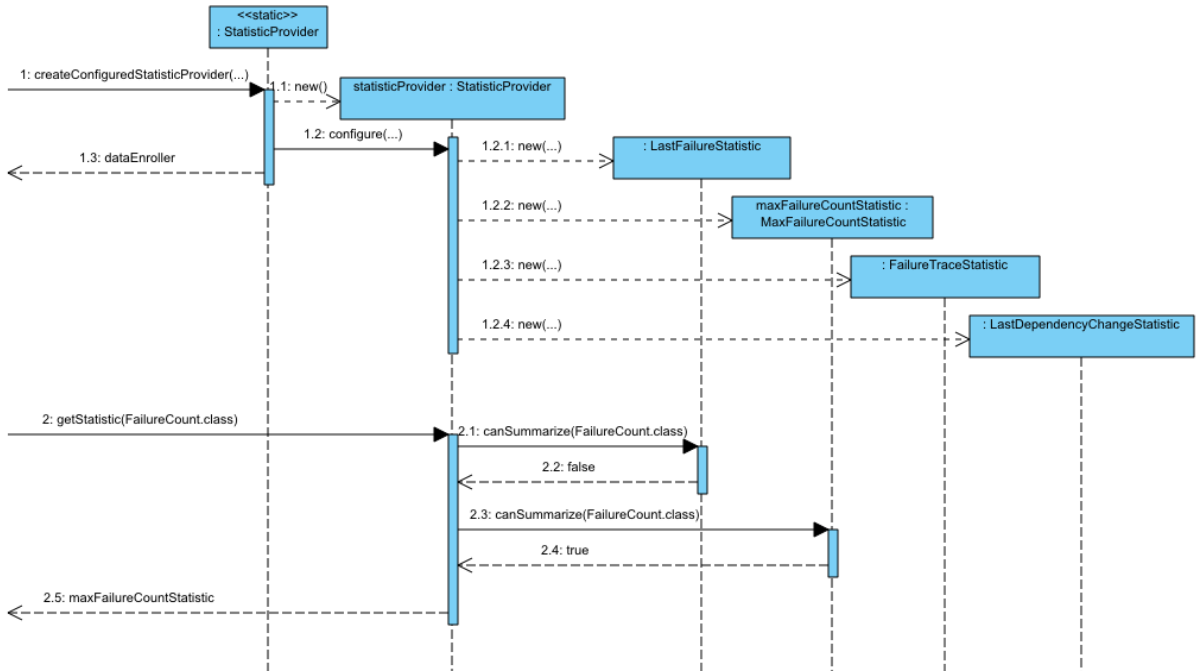 <<static>>
: StatisticProvider
1: createConfiguredStatisticProvider(...)
1.1: new()
statisticProvider : StatisticProvider
1.2: configure(...)
1.2.1: new(...)
: LastFailureStatistic
1.3: dataEnroller
1.2.2: new(...)
maxFailureCountStatistic :
MaxFailureCountStatistic
1.2.3: new(...)
: FailureTraceStatistic
1.2.4: new(...)
: LastDependencyChangeStatistic
2: getStatistic(FailureCount.class)
2.1: canSummarize(FailureCount.class)
2.2: false
2.3: canSummarize(FailureCount.class)
2.4: true
2.5: maxFailureCountStatistic